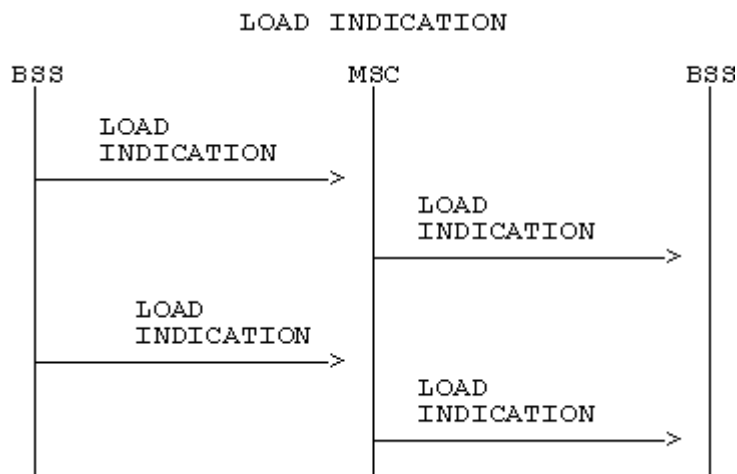 LOAD INDICATION
BSS MSC BSS
LOAD
INDICATION
LOAD
INDICATION
LOAD
INDICATION
LOAD
INDICATION